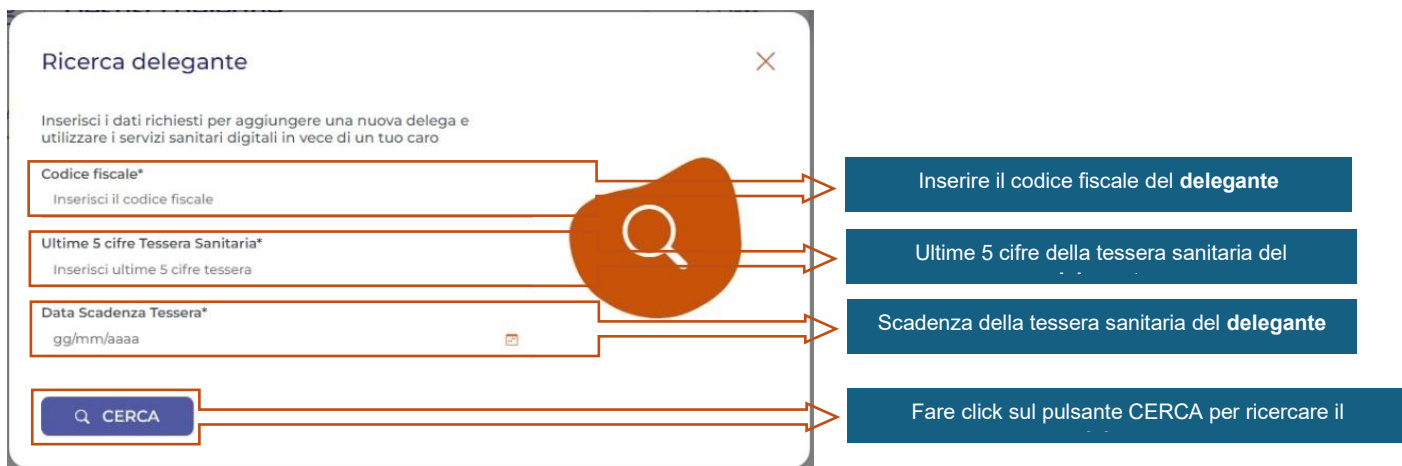 Ricerca delegante
Inserisci i dati richiesti per aggiungere una nuova delega e
utilizzare i servizi sanitari digitali in vece di un tuo caro
Codice fiscale*
Inserisci il codice fiscale
Inserire il codice fiscale del delegante
Ultime 5 cifre Tessera Sanitaria*
Inserisci ultime 5 cifre tessera
Ultime 5 cifre della tessera sanitaria del
Data Scadenza Tessera*
gg/mm/aaaa
Scadenza della tessera sanitaria del delegante
CERCA
Fare click sul pulsante CERCA per ricercare il